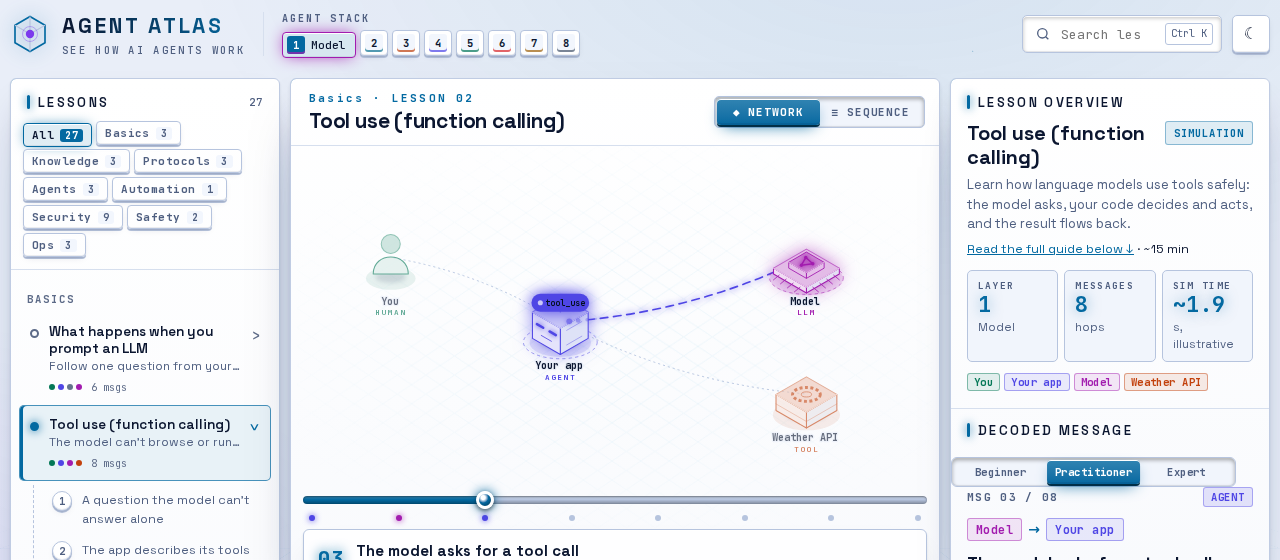 AGENT ATLAS
SEE HOW AI AGENTS WORK
AGENT STACK
1 Model 2 3 4 5 6 7 8
Search les Ctrl K
LESSONS 27
All 27 Basics 3
Knowledge 3 Protocols 3
Agents 3 Automation 1
Security 9 Safety 2
Ops 3
BASICS
What happens when you
prompt an LLM
Follow one question from your…
6 msgs
Tool use (function calling)
The model can't browse or run…
8 msgs
1 A question the model can't
answer alone
2 The app describes its tools
Basics · LESSON 02
Tool use (function calling)
◆ NETWORK ≡ SEQUENCE
You
HUMAN
tool_use
Your app
AGENT
Model
LLM
Weather API
TOOL
03 The model asks for a tool call
LESSON OVERVIEW
Tool use (function
calling)
SIMULATION
Learn how language models use tools safely:
the model asks, your code decides and acts,
and the result flows back.
Read the full guide below ↓ · ~15 min
LAYER
1
Model
MESSAGES
8
hops
SIM TIME
~1.9
s,
illustrative
You Your app Model Weather API
DECODED MESSAGE
Beginner Practitioner Expert
MSG 03 / 08 AGENT
Model → Your app